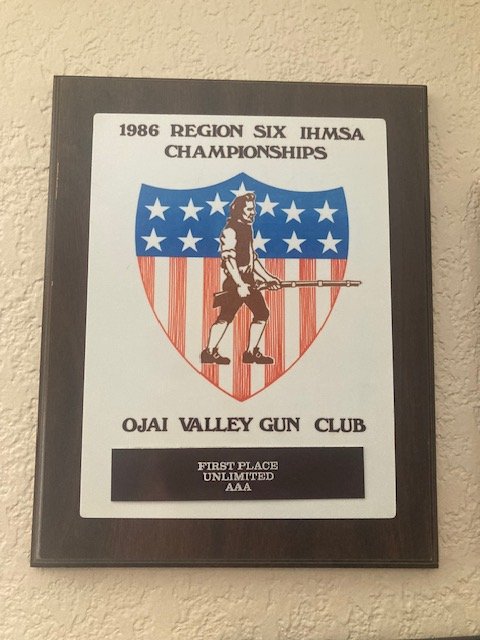 1986 REGION SIX IHMSA
CHAMPIONSHIPS
OJAI VALLEY GUN CLUB
FIRST PLACE
UNLIMITED
AAA